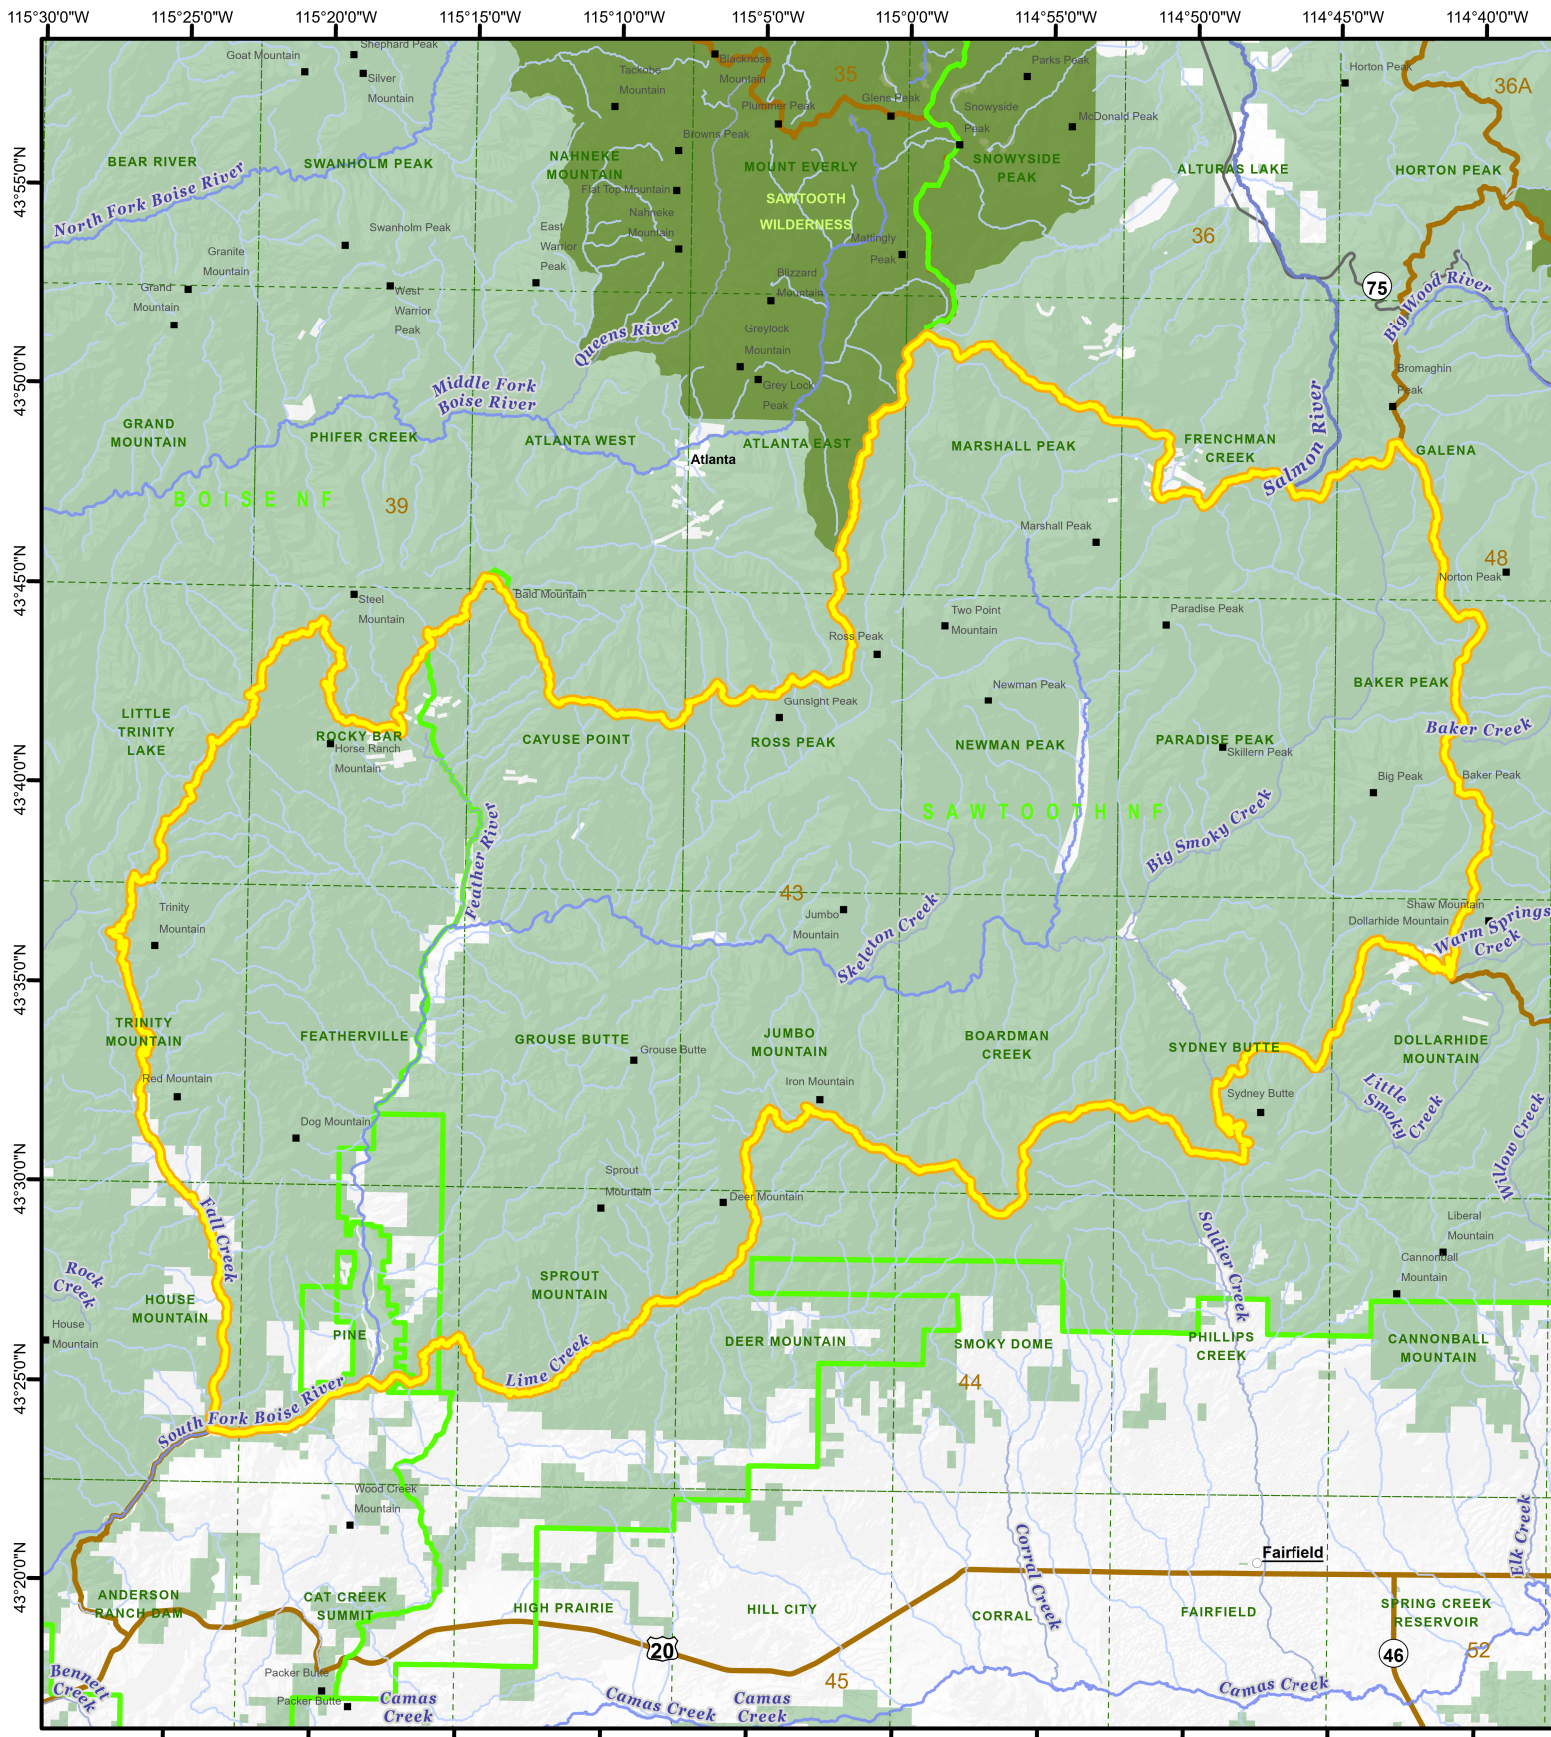 115°30'0"W 115°25'0"W 115°20'0"W 115°15'0"W 115°10'0"W 115°5'0"W 115°0'0"W 114°55'0"W 114°50'0"W 114°45'0"W 114°40'0"W
Goat Mountain
Shephard Peak
Silver
Mountain
Tackobe
Mountain
Blacknose
Mountain
35
Plummer Peak
Glens Peak
Parks Peak
Snowyside
Peak
McDonald Peak
Horton Peak
36A
Browns Peak
BEAR RIVER
SWANHOLM PEAK
NAHNEKE
MOUNTAIN
MOUNT EVERLY
SNOWYSIDE
PEAK
ALTURAS LAKE
HORTON PEAK
43°55'0"N
North Fork Boise River
Flat Top Mountain
SAWTOOTH
WILDERNESS
Nahneke
Mountain
Swanholm Peak
East
Warrior
Peak
Mattingly
Peak
36
Granite
Mountain
Grand
Mountain
West
Warrior
Peak
Blizzard
Mountain
75
Big Wood River
Queens River
Greylock
Mountain
Grey Lock
Peak
Bromaghin
Peak
43°50'0"N
Middle Fork
Boise River
GRAND
MOUNTAIN
PHIFER CREEK
ATLANTA WEST
ATLANTA EAST
MARSHALL PEAK
FRENCHMAN
CREEK
Salmon River
GALENA
Atlanta
BOISE NF
39
Marshall Peak
48
Norton Peak
43°45'0"N
Steel
Mountain
Bald Mountain
Two Point
Mountain
Paradise Peak
Ross Peak
Newman Peak
BAKER PEAK
Gunsight Peak
LITTLE
TRINITY
LAKE
ROCKY BAR
Horse Ranch
Mountain
CAYUSE POINT
ROSS PEAK
NEWMAN PEAK
PARADISE PEAK
Skillern Peak
Baker Creek
43°40'0"N
Big Peak
Baker Peak
SAWTOOTH NF
Feather River
Big Smoky Creek
43
Trinity
Mountain
Jumbo
Mountain
Skeleton Creek
Shaw Mountain
Dollarhide Mountain
Warm Springs
Creek
43°35'0"N
TRINITY
MOUNTAIN
FEATHERVILLE
GROUSE BUTTE
JUMBO
MOUNTAIN
BOARDMAN
CREEK
SYDNEY BUTTE
DOLLARHIDE
MOUNTAIN
Grouse Butte
Red Mountain
Iron Mountain
Sydney Butte
Little
Smoky
Creek
Dog Mountain
Willow Creek
43°30'0"N
Sprout
Mountain
Deer Mountain
Fall Creek
Soldier Creek
Liberal
Mountain
Cannonball
Mountain
Rock
Creek
HOUSE
MOUNTAIN
SPROUT
MOUNTAIN
House
Mountain
PINE
DEER MOUNTAIN
SMOKY DOME
PHILLIPS
CREEK
CANNONBALL
MOUNTAIN
Lime Creek
43°25'0"N
44
South Fork Boise River
Wood Creek
Mountain
Corral Creek
Elk Creek
Fairfield
43°20'0"N
ANDERSON
RANCH DAM
CAT CREEK
SUMMIT
HIGH PRAIRIE
HILL CITY
CORRAL
FAIRFIELD
SPRING CREEK
RESERVOIR
20
46
52
45
Bennett
Creek
Packer Butte
Packer Butte
Camas
Creek
Camas Creek
Camas
Creek
Camas Creek